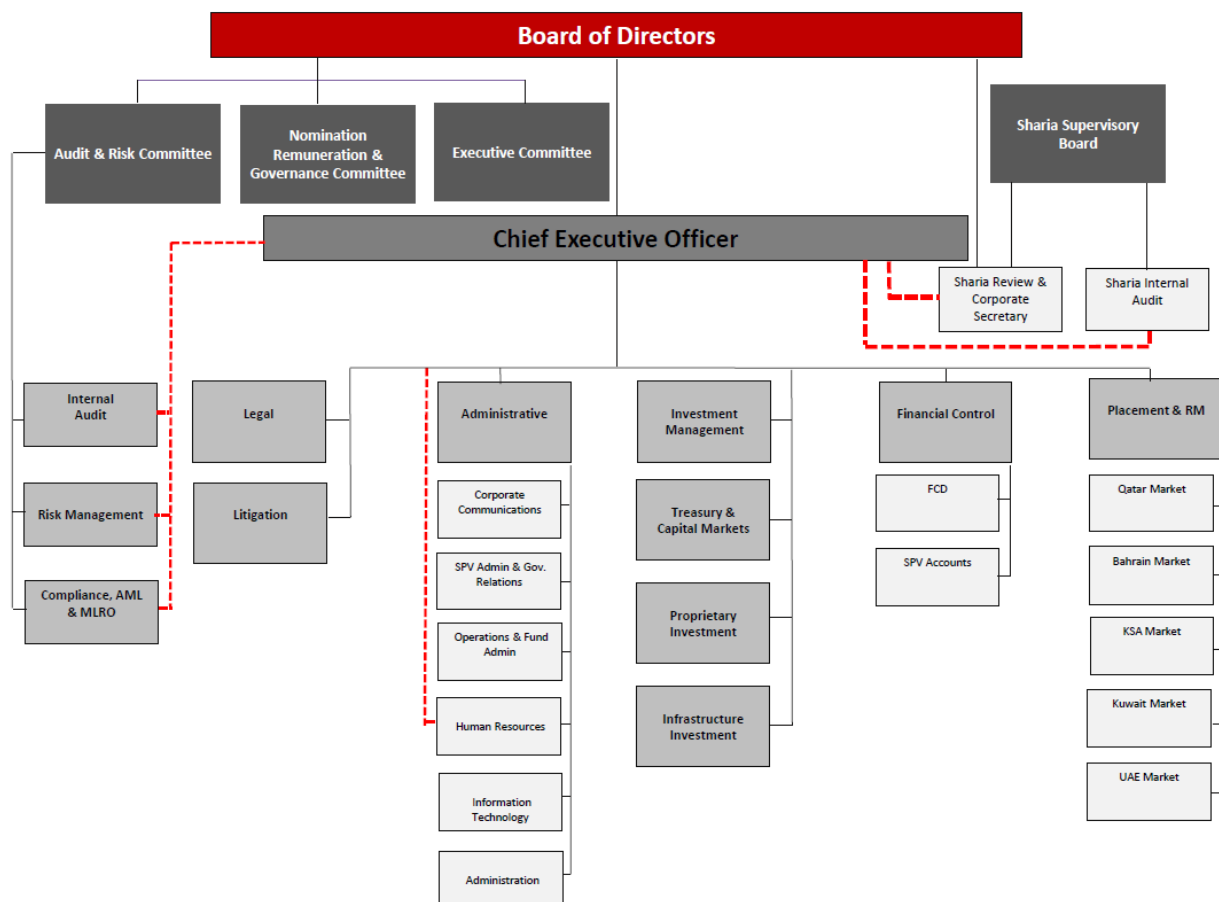 Board of Directors
Audit & Risk Committee
Nomination
Remuneration &
Governance Committee
Executive Committee
Sharia Supervisory
Board
Chief Executive Officer
Sharia Review &
Corporate
Secretary
Sharia Internal
Audit
Internal
Audit
Risk Management
Compliance, AML
& MLRO
Legal
Litigation
Administrative
Corporate
Communications
SPV Admin & Gov.
Relations
Operations & Fund
Admin
Human Resources
Information
Technology
Administration
Investment
Management
Treasury &
Capital Markets
Proprietary
Investment
Infrastructure
Investment
Financial Control
FCD
SPV Accounts
Placement & RM
Qatar Market
Bahrain Market
KSA Market
Kuwait Market
UAE Market